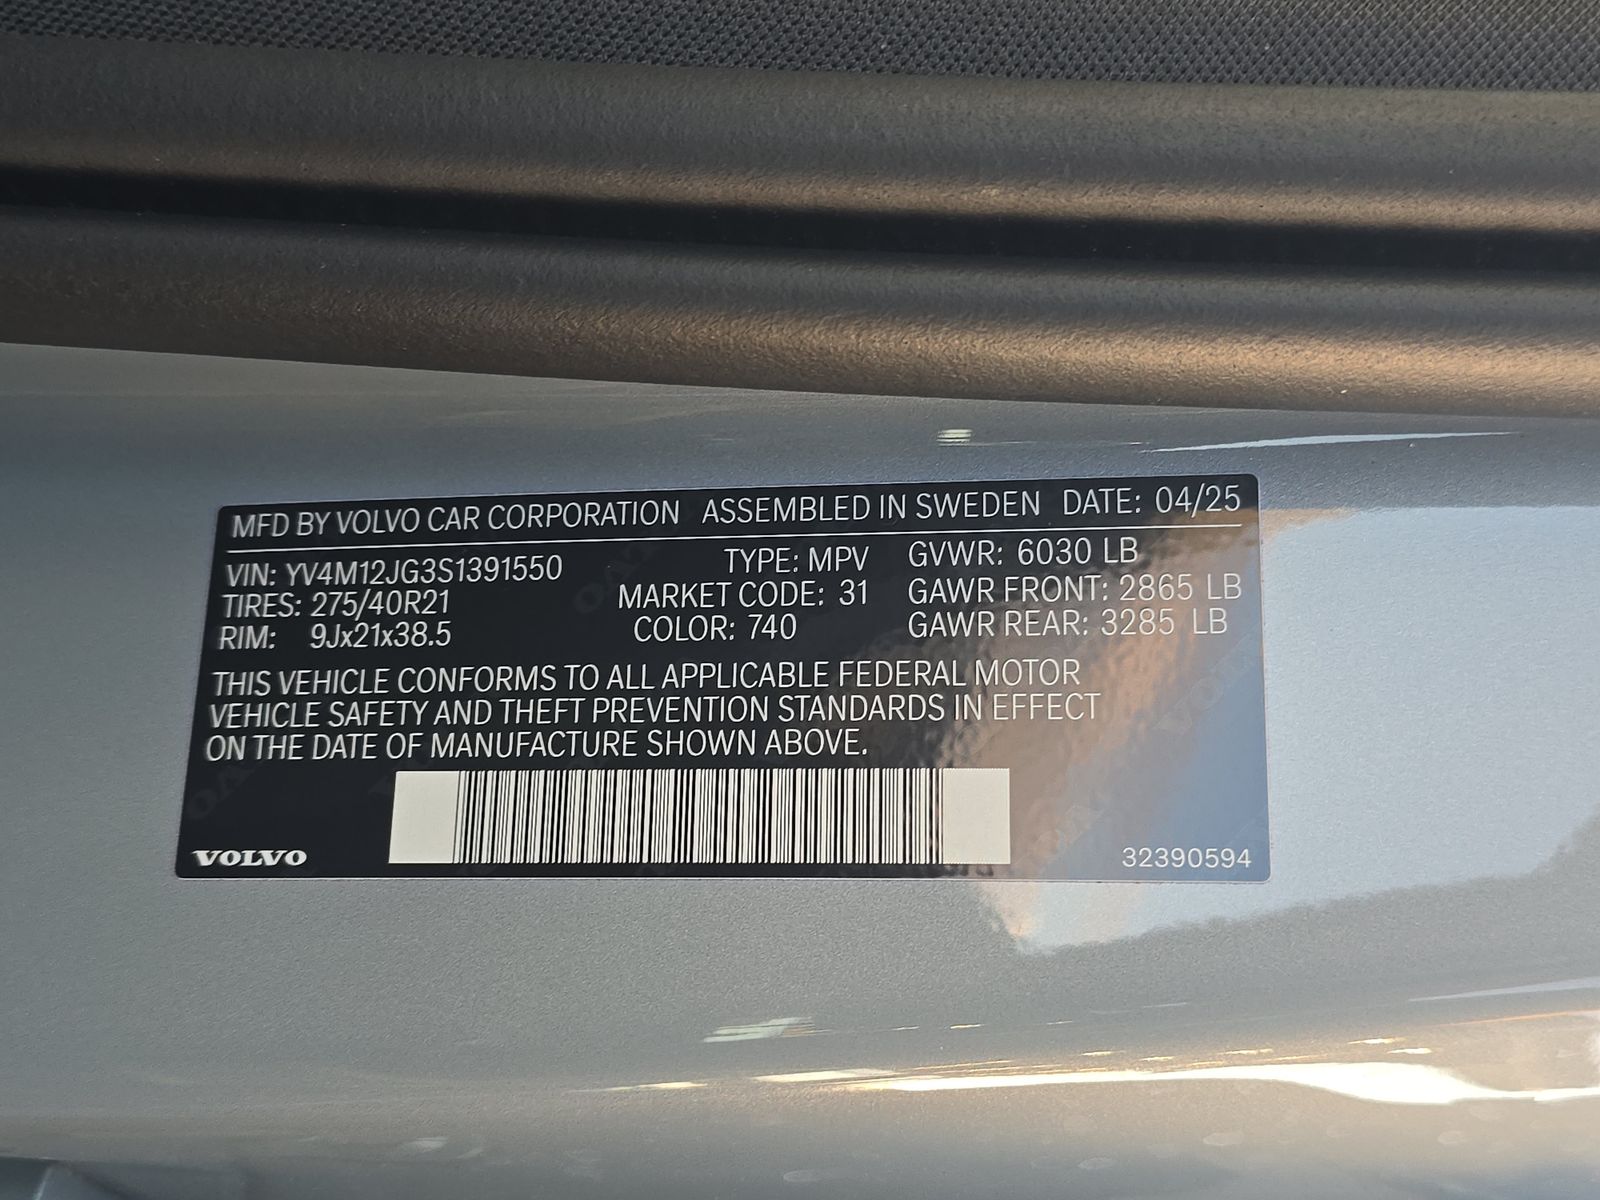 MFD BY VOLVO CAR CORPORATION ASSEMBLED IN SWEDEN DATE: 04/25
VIN: YV4M12JG3S1391550 TYPE: MPV GVWR: 6030 LB
TIRES: 275/40R21 MARKET CODE: 31 GAWR FRONT: 2865 LB
RIM: 9Jx21x38.5 COLOR: 740 GAWR REAR: 3285 LB
THIS VEHICLE CONFORMS TO ALL APPLICABLE FEDERAL MOTOR
VEHICLE SAFETY AND THEFT PREVENTION STANDARDS IN EFFECT
ON THE DATE OF MANUFACTURE SHOWN ABOVE.
VOLVO 32390594